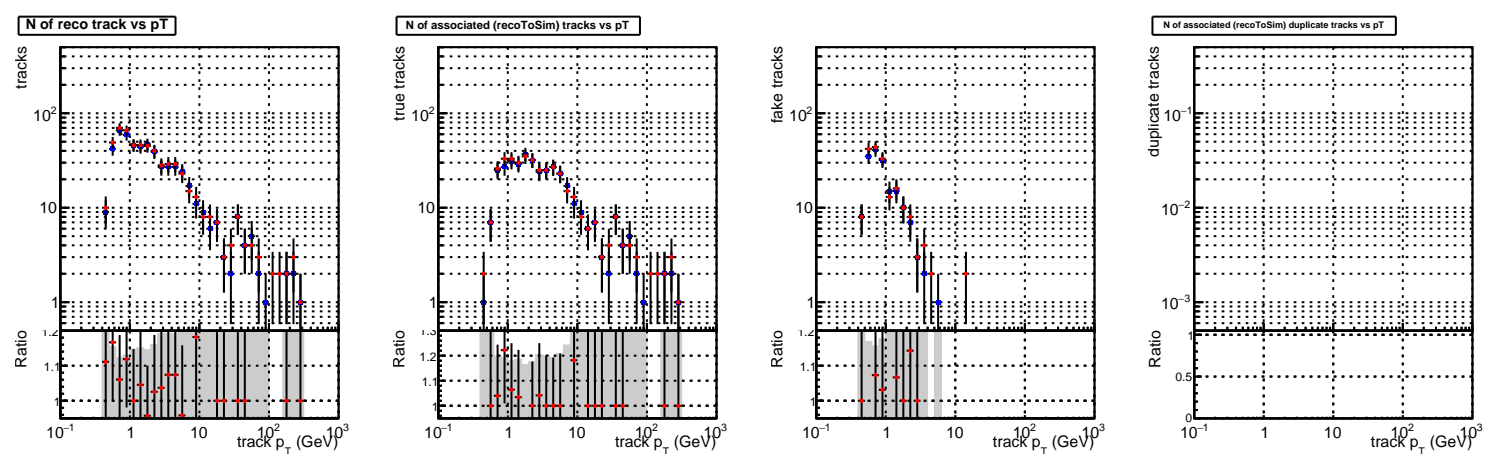 N of reco track vs pT
tracks
10²
10
1
Ratio
1.2
1.1
1
10⁻¹ 1 10 10² 10³
track p_T (GeV)
N of associated (recoToSim) tracks vs pT
true tracks
10²
10
1
Ratio
1.3
1.2
1.1
1
10⁻¹ 1 10 10² 10³
track p_T (GeV)
fake tracks
10²
10
1
Ratio
1.2
1.1
1
10⁻¹ 1 10 10² 10³
track p_T (GeV)
N of associated (recoToSim) duplicate tracks vs pT
duplicate tracks
10⁻¹
10⁻²
10⁻³
Ratio
1
0.5
0
10⁻¹ 1 10 10² 10³
track p_T (GeV)